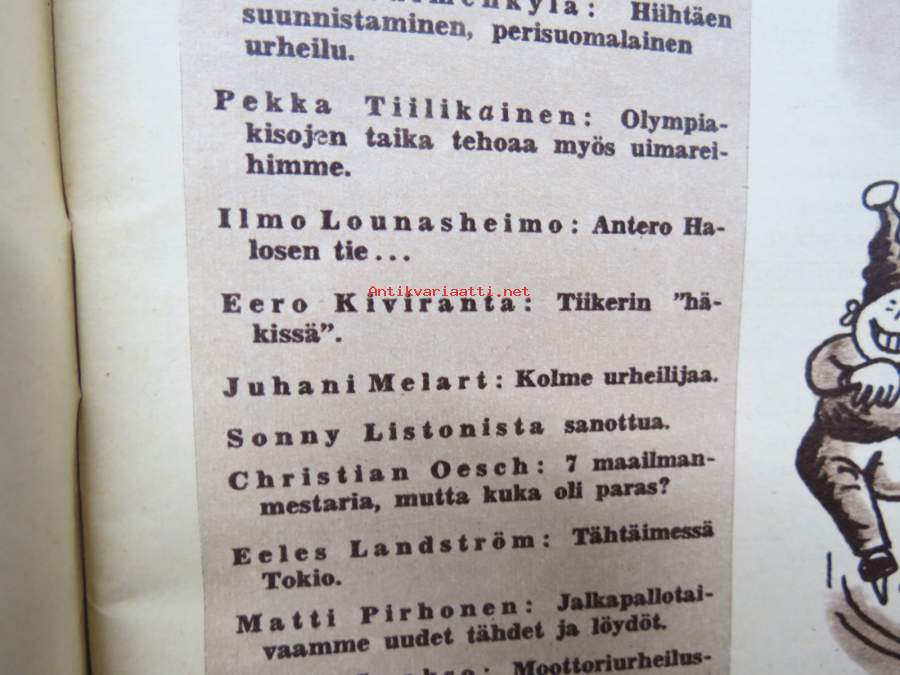 Hiihtäen
suunnistaminen, perisuomalainen
urheilu.
Pekka Tiilikainen: Olympia-
kisojen taika tehoaa myös uimarei-
himme.
Ilmo Lounasheimo: Antero Ha-
losen tie...
Antikvariaatti.net
Eero Kiviranta: Tiikerin ”hä-
kissä”.
Juhani Melart: Kolme urheilijaa.
Sonny Listonista sanottua.
Christian Oesch: 7 maailman-
mestaria, mutta kuka oli paras?
Eeles Landström: Tähtäimessä
Tokio.
Matti Pirhonen: Jalkapallotai-
vaamme uudet tähdet ja löydöt.
Moottoriurheilus-